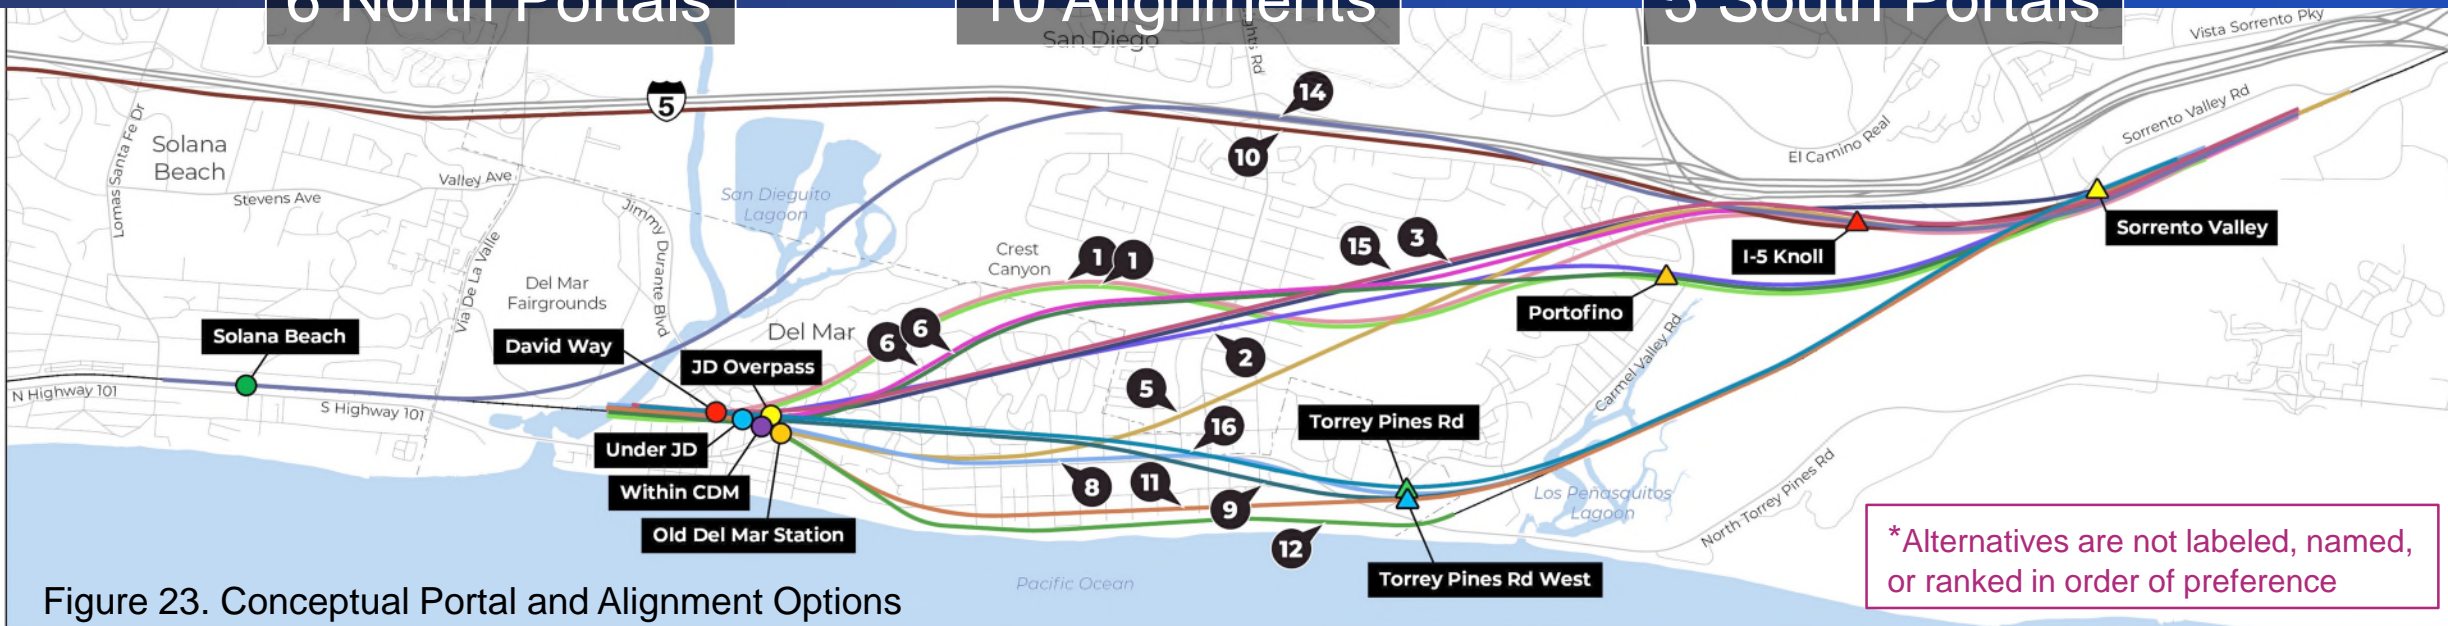 6 North Portals
10 Alignments
5 South Portals
San Diego
ghts Rd
Vista Sorrento Pky
5
14
10
Lomas Santa Fe Dr
Solana
Beach
Stevens Ave
Valley Ave
Via De La Valle
Jimmy Durante Blvd
San Dieguito
Lagoon
El Camino Real
Sorrento Valley Rd
Sorrento Valley
I-5 Knoll
Portofino
Crest
Canyon
1
1
15
3
Del Mar
Fairgrounds
Solana Beach
David Way
Del Mar
JD Overpass
6
6
2
5
16
N Highway 101
S Highway 101
Under JD
Within CDM
Old Del Mar Station
8
11
9
12
Torrey Pines Rd
Torrey Pines Rd West
Carmel Valley Rd
Los Peñasquitos
Lagoon
North Torrey Pines Rd
Pacific Ocean
Figure 23. Conceptual Portal and Alignment Options
*Alternatives are not labeled, named,
or ranked in order of preference